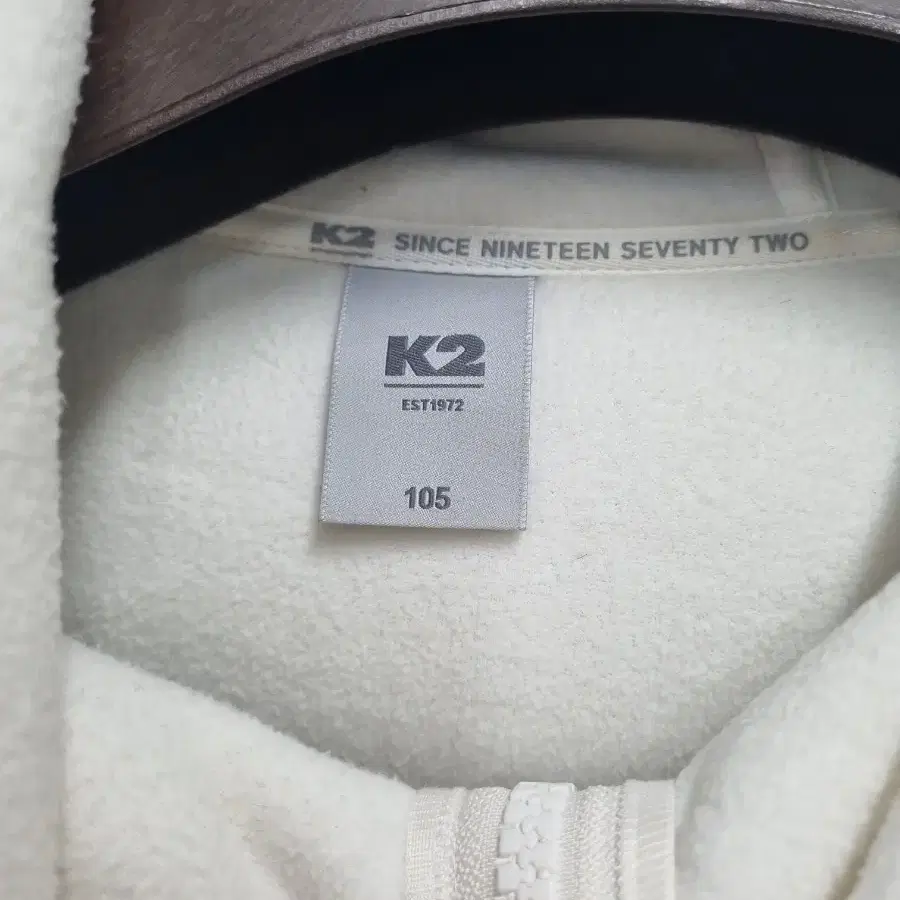 K2 SINCE NINETEEN SEVENTY TWO
K2
EST1972
105